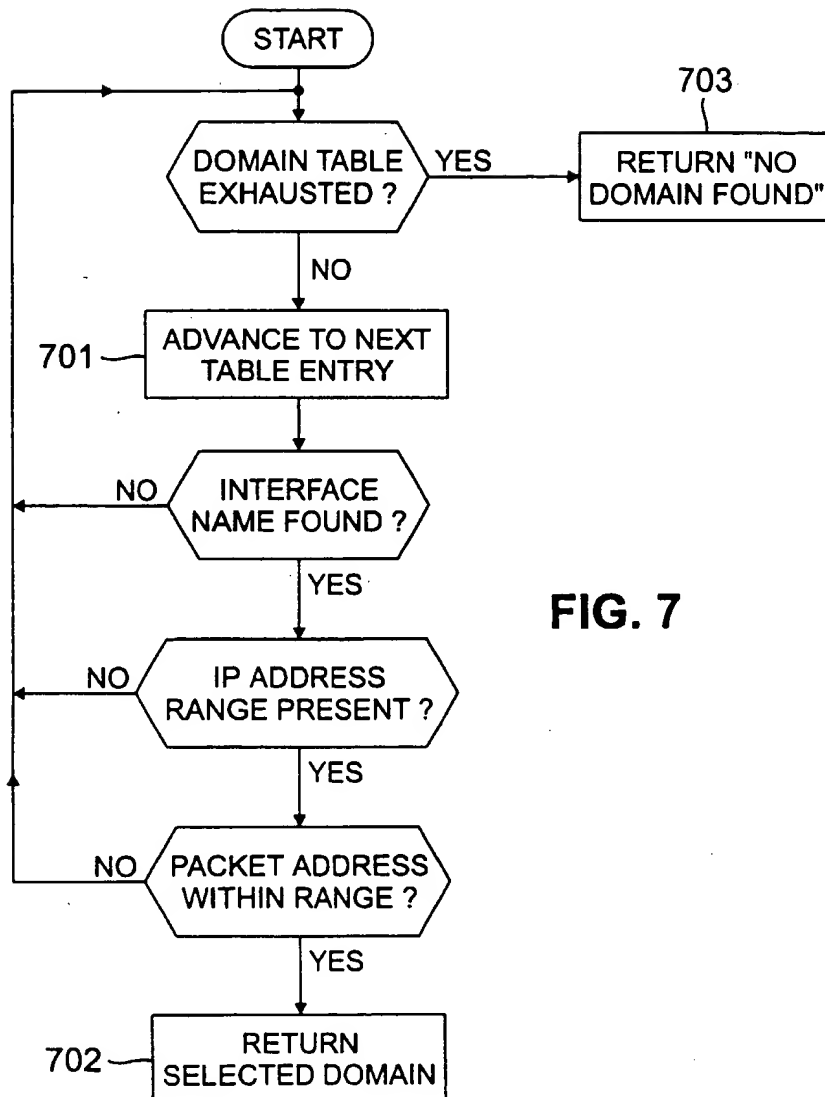 START
703
DOMAIN TABLE
EXHAUSTED ?
YES
RETURN "NO
DOMAIN FOUND"
NO
701
ADVANCE TO NEXT
TABLE ENTRY
NO
INTERFACE
NAME FOUND ?
YES
FIG. 7
NO
IP ADDRESS
RANGE PRESENT ?
YES
NO
PACKET ADDRESS
WITHIN RANGE ?
YES
702
RETURN
SELECTED DOMAIN